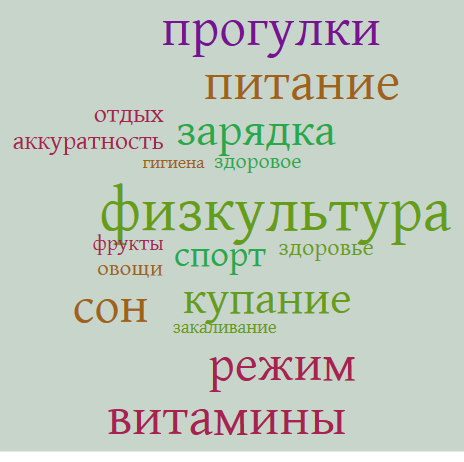 прогулки
питание
отдых
аккуратность зарядка
гигиена здоровое
физкультура
фрукты
овощи спорт здоровье
сон купание
закаливание
режим
витамины